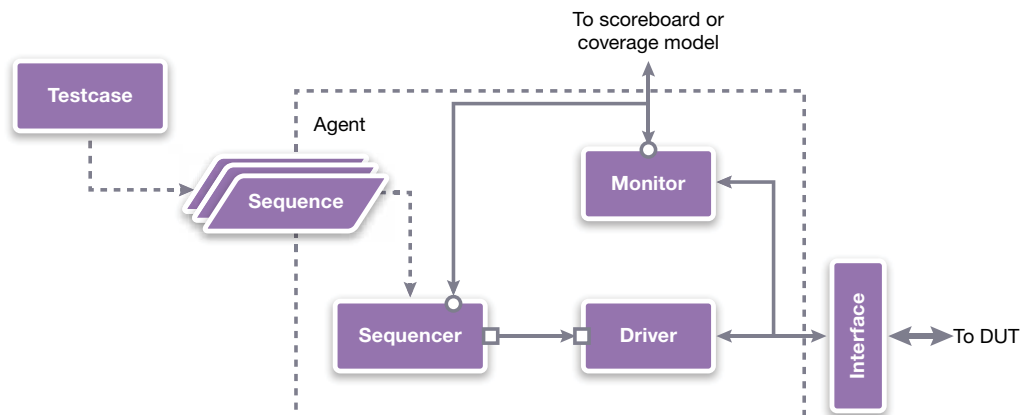 To scoreboard or
coverage model
Testcase
Agent
Monitor
Sequence
Sequencer
Driver
Interface
To DUT